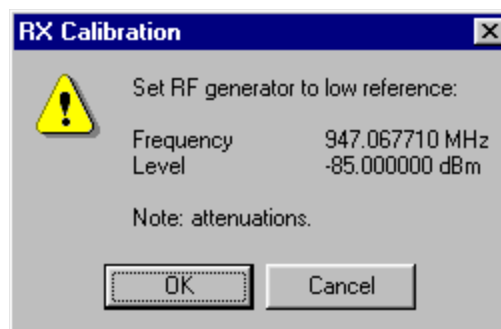 RX Calibration
Set RF generator to low reference:
Frequency 947.067710 MHz
Level -85.000000 dBm
Note: attenuations.
OK Cancel